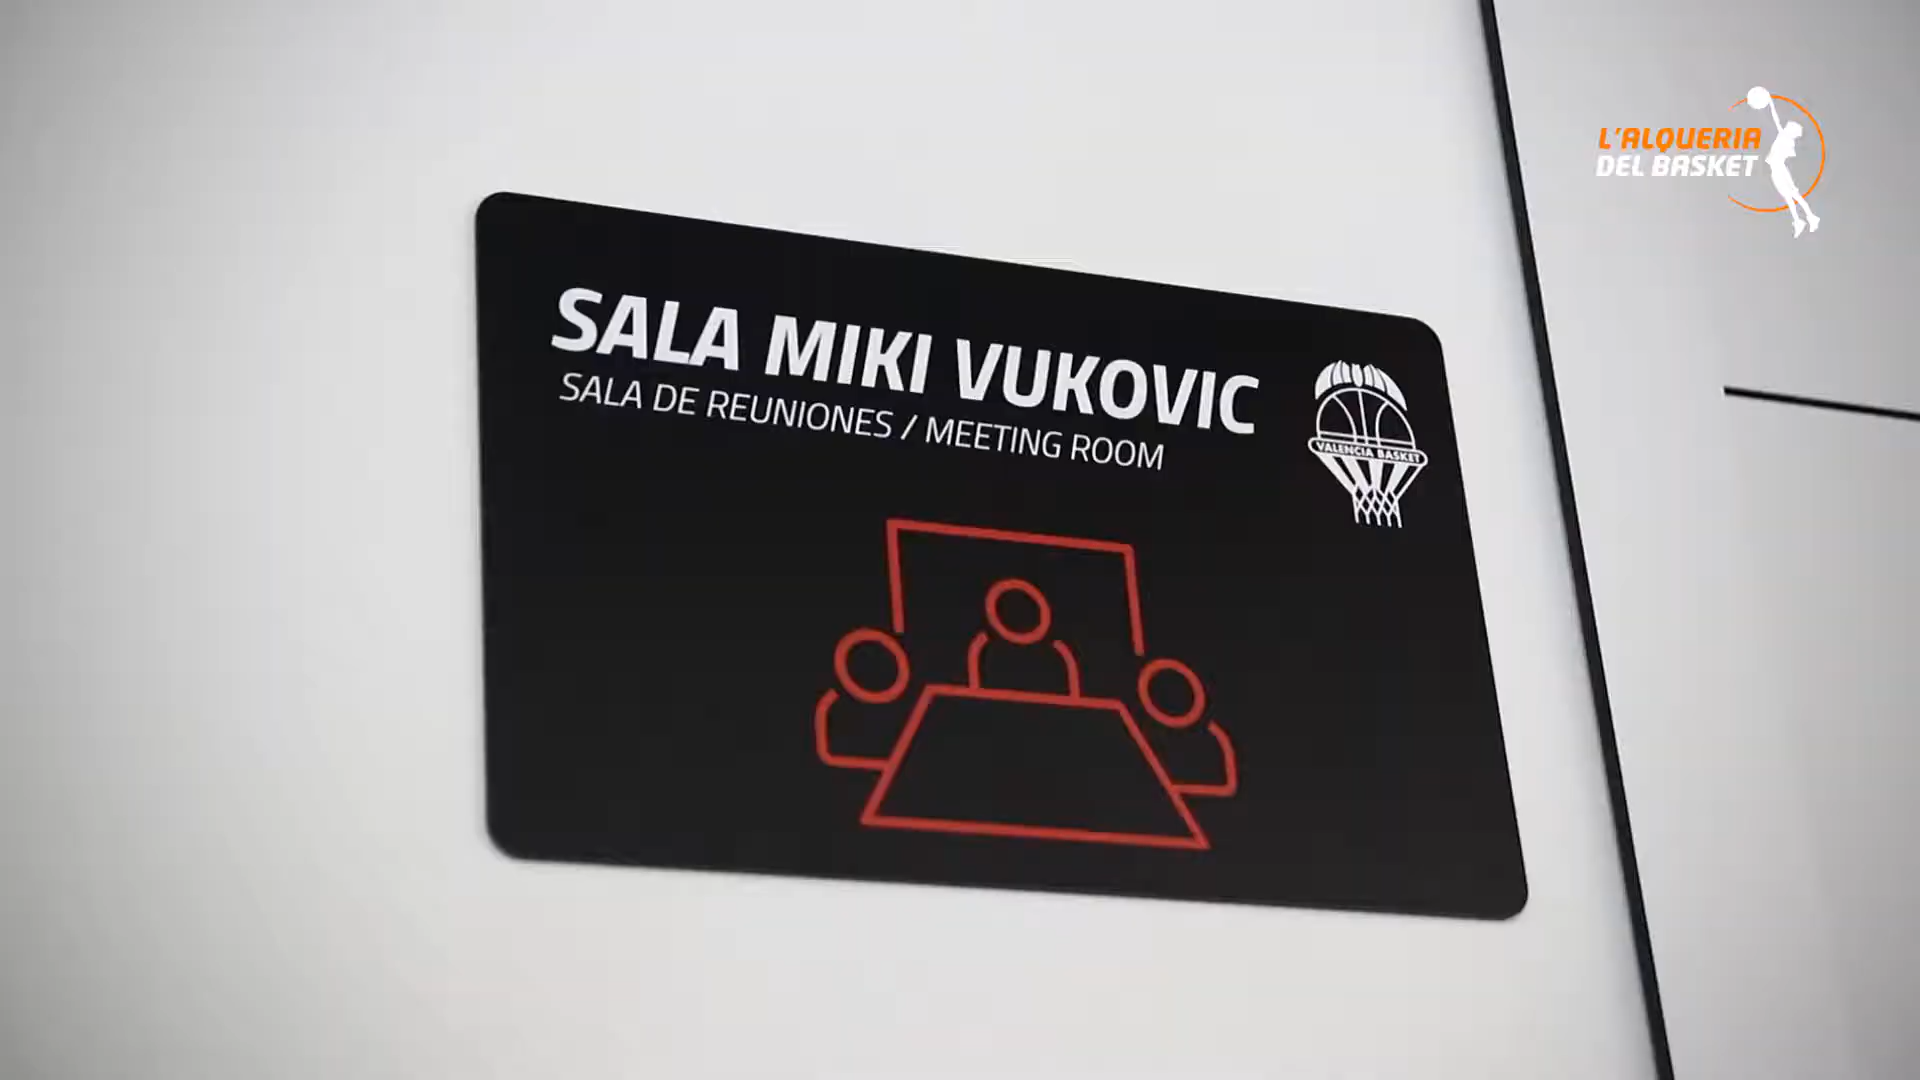 L'ALQUERIA
DEL BASKET
SALA MIKI VUKOVIC
SALA DE REUNIONES / MEETING ROOM
VALENCIA BASKET